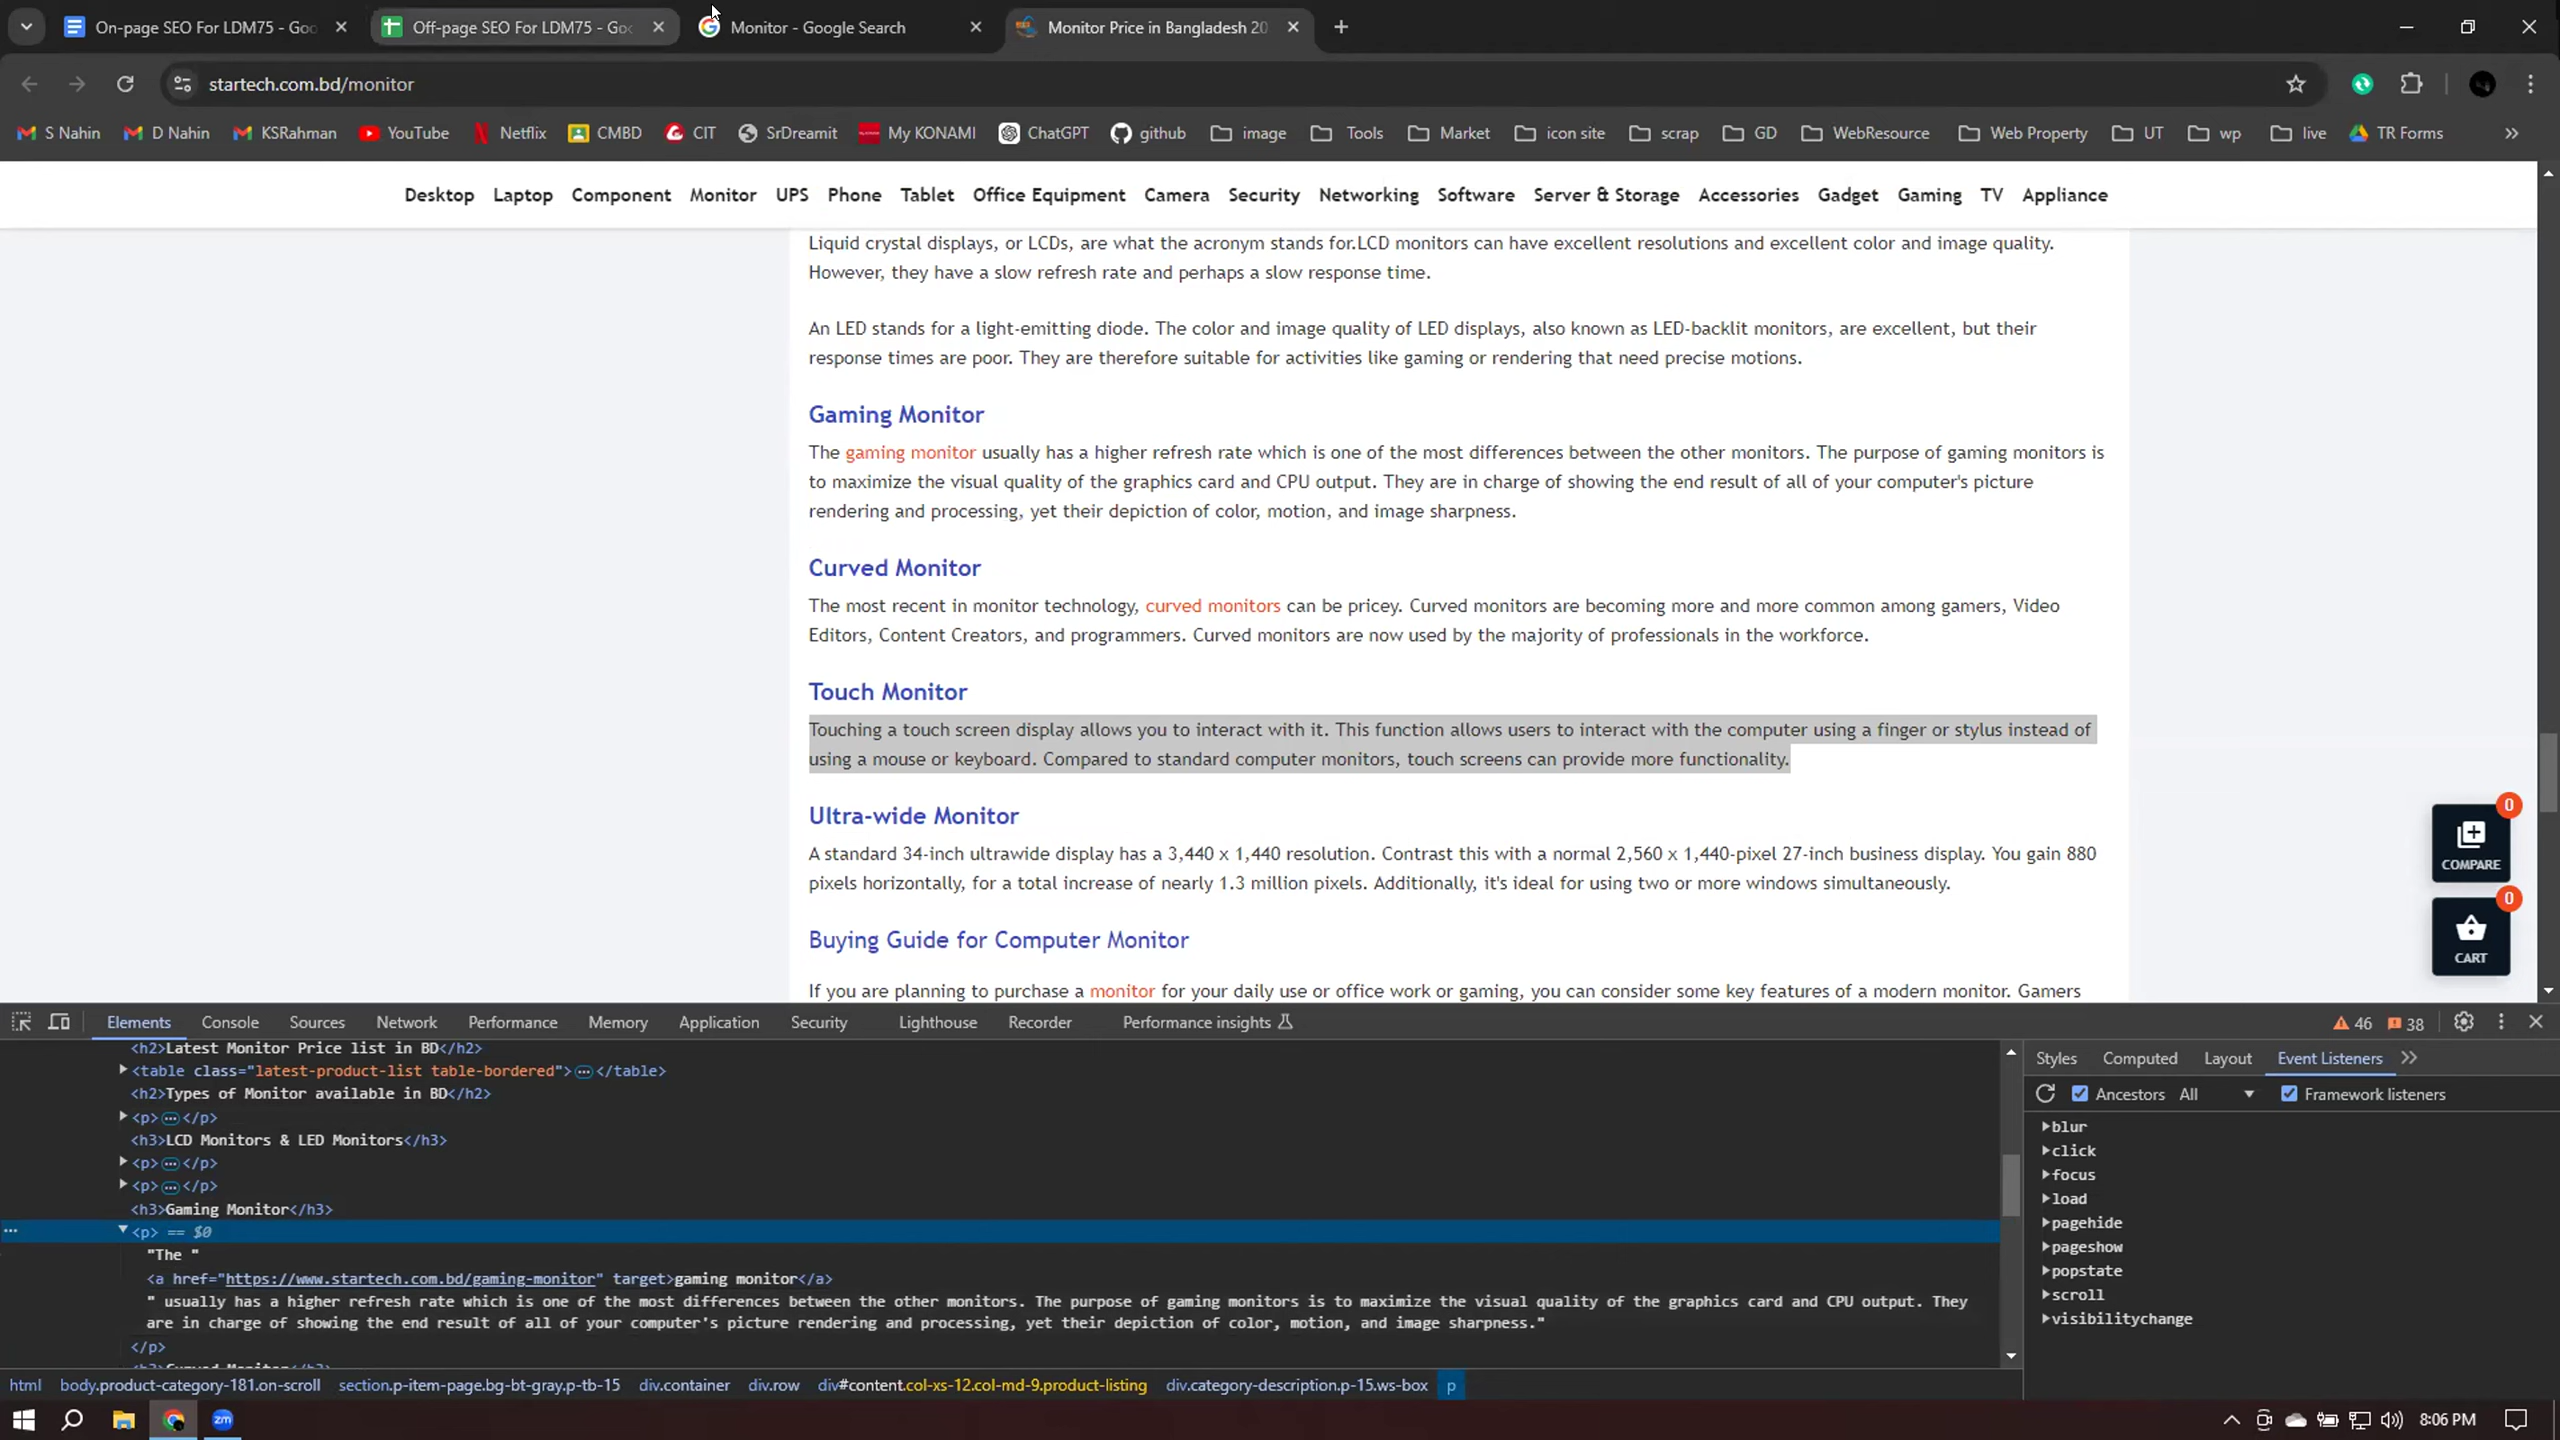 On-page SEO For LDM75 - Goo
Off-page SEO For LDM75 - Goo
Monitor - Google Search
Monitor Price in Bangladesh 20
startech.com.bd/monitor
S Nahin D Nahin KSRahman YouTube Netflix CMBD CIT SrDreamit My KONAMI ChatGPT github image Tools Market icon site scrap GD WebResource Web Property UT wp live TR Forms
Desktop Laptop Component Monitor UPS Phone Tablet Office Equipment Camera Security Networking Software Server & Storage Accessories Gadget Gaming TV Appliance
Liquid crystal displays, or LCDs, are what the acronym stands for.LCD monitors can have excellent resolutions and excellent color and image quality.
However, they have a slow refresh rate and perhaps a slow response time.
An LED stands for a light-emitting diode. The color and image quality of LED displays, also known as LED-backlit monitors, are excellent, but their
response times are poor. They are therefore suitable for activities like gaming or rendering that need precise motions.
Gaming Monitor
The gaming monitor usually has a higher refresh rate which is one of the most differences between the other monitors. The purpose of gaming monitors is
to maximize the visual quality of the graphics card and CPU output. They are in charge of showing the end result of all of your computer's picture
rendering and processing, yet their depiction of color, motion, and image sharpness.
Curved Monitor
The most recent in monitor technology, curved monitors can be pricey. Curved monitors are becoming more and more common among gamers, Video
Editors, Content Creators, and programmers. Curved monitors are now used by the majority of professionals in the workforce.
Touch Monitor
Touching a touch screen display allows you to interact with it. This function allows users to interact with the computer using a finger or stylus instead of
using a mouse or keyboard. Compared to standard computer monitors, touch screens can provide more functionality.
Ultra-wide Monitor
A standard 34-inch ultrawide display has a 3,440 x 1,440 resolution. Contrast this with a normal 2,560 x 1,440-pixel 27-inch business display. You gain 880
pixels horizontally, for a total increase of nearly 1.3 million pixels. Additionally, it's ideal for using two or more windows simultaneously.
Buying Guide for Computer Monitor
If you are planning to purchase a monitor for your daily use or office work or gaming, you can consider some key features of a modern monitor. Gamers
0
COMPARE
0
CART
Elements Console Sources Network Performance Memory Application Security Lighthouse Recorder Performance insights 46 38
<h2>Latest Monitor Price list in BD</h2>
<table class="latest-product-list table-bordered">…</table>
<h2>Types of Monitor available in BD</h2>
<p>…</p>
<h3>LCD Monitors & LED Monitors</h3>
<p>…</p>
<p>…</p>
<h3>Gaming Monitor</h3>
<p> == $0
"The "
<a href="https://www.startech.com.bd/gaming-monitor" target>gaming monitor</a>
" usually has a higher refresh rate which is one of the most differences between the other monitors. The purpose of gaming monitors is to maximize the visual quality of the graphics card and CPU output. They
are in charge of showing the end result of all of your computer's picture rendering and processing, yet their depiction of color, motion, and image sharpness."
</p>
<h3>Curved Monitor</h3>
html body.product-category-181.on-scroll section.p-item-page.bg-bt-gray.p-tb-15 div.container div.row div#content.col-xs-12.col-md-9.product-listing div.category-description.p-15.ws-box p
Styles Computed Layout Event Listeners
Ancestors All Framework listeners
blur
click
focus
load
pagehide
pageshow
popstate
scroll
visibilitychange
zm
8:06 PM